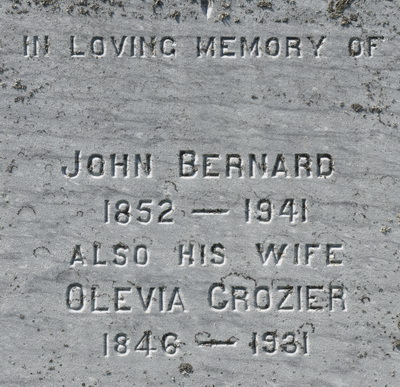 IN LOVING MEMORY OF
JOHN BERNARD
1852 — 1941
ALSO HIS WIFE
OLEVIA CROZIER
1846 — 1931